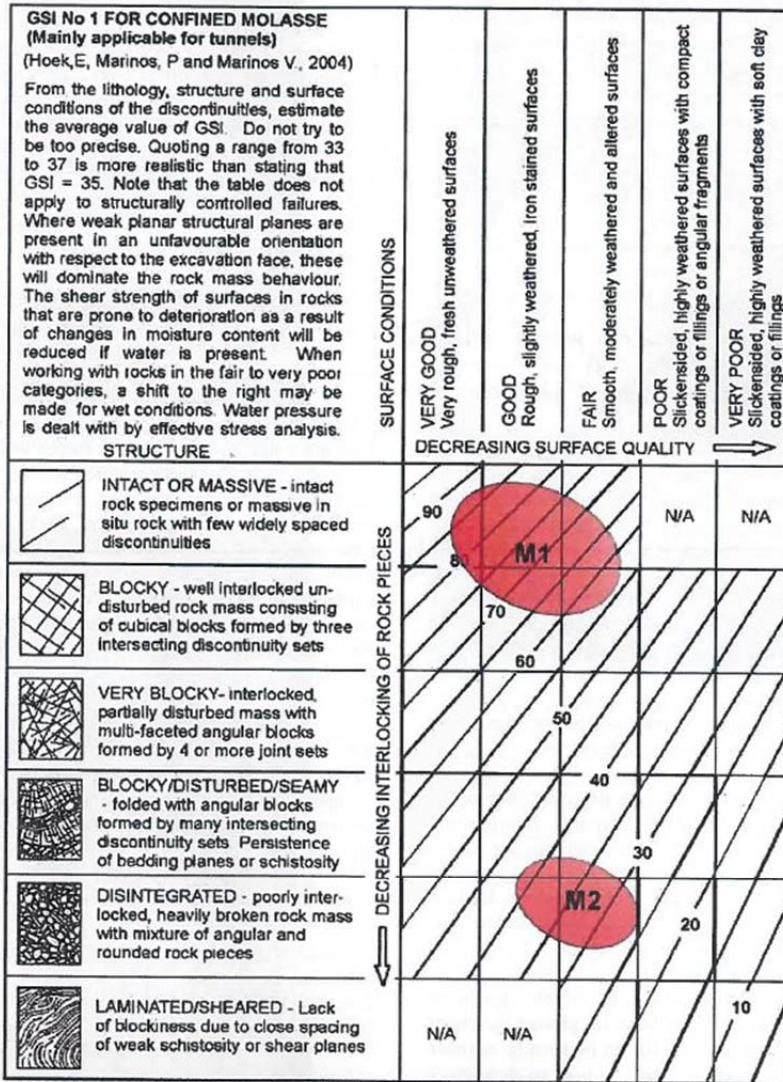 GSI No 1 FOR CONFINED MOLASSE
(Mainly applicable for tunnels)
(Hoek,E, Marinos, P and Marinos V., 2004)
From the lithology, structure and surface
conditions of the discontinuities, estimate
the average value of GSI. Do not try to
be too precise. Quoting a range from 33
to 37 is more realistic than stating that
GSI = 35. Note that the table does not
apply to structurally controlled failures.
Where weak planar structural planes are
present in an unfavourable orientation
with respect to the excavation face, these
will dominate the rock mass behaviour.
The shear strength of surfaces in rocks
that are prone to deterioration as a result
of changes in moisture content will be
reduced if water is present. When
working with rocks in the fair to very poor
categories, a shift to the right may be
made for wet conditions. Water pressure
is dealt with by effective stress analysis.
STRUCTURE
SURFACE CONDITIONS
VERY GOOD
Very rough, fresh unweathered surfaces
GOOD
Rough, slightly weathered, iron stained surfaces
FAIR
Smooth, moderately weathered and altered surfaces
POOR
Slickensided, highly weathered surfaces with compact
coatings or fillings or angular fragments
VERY POOR
Slickensided, highly weathered surfaces with soft clay
coatings or fillings
DECREASING SURFACE QUALITY
INTACT OR MASSIVE - intact
rock specimens or massive in
situ rock with few widely spaced
discontinuities
BLOCKY - well interlocked un-
disturbed rock mass consisting
of cubical blocks formed by three
intersecting discontinuity sets
VERY BLOCKY- interlocked,
partially disturbed mass with
multi-faceted angular blocks
formed by 4 or more joint sets
BLOCKY/DISTURBED/SEAMY
- folded with angular blocks
formed by many intersecting
discontinuity sets. Persistence
of bedding planes or schistosity
DISINTEGRATED - poorly inter-
locked, heavily broken rock mass
with mixture of angular and
rounded rock pieces
LAMINATED/SHEARED - Lack
of blockiness due to close spacing
of weak schistosity or shear planes
DECREASING INTERLOCKING OF ROCK PIECES
90
M1
N/A
N/A
80
70
60
50
40
30
M2
20
10
N/A
N/A